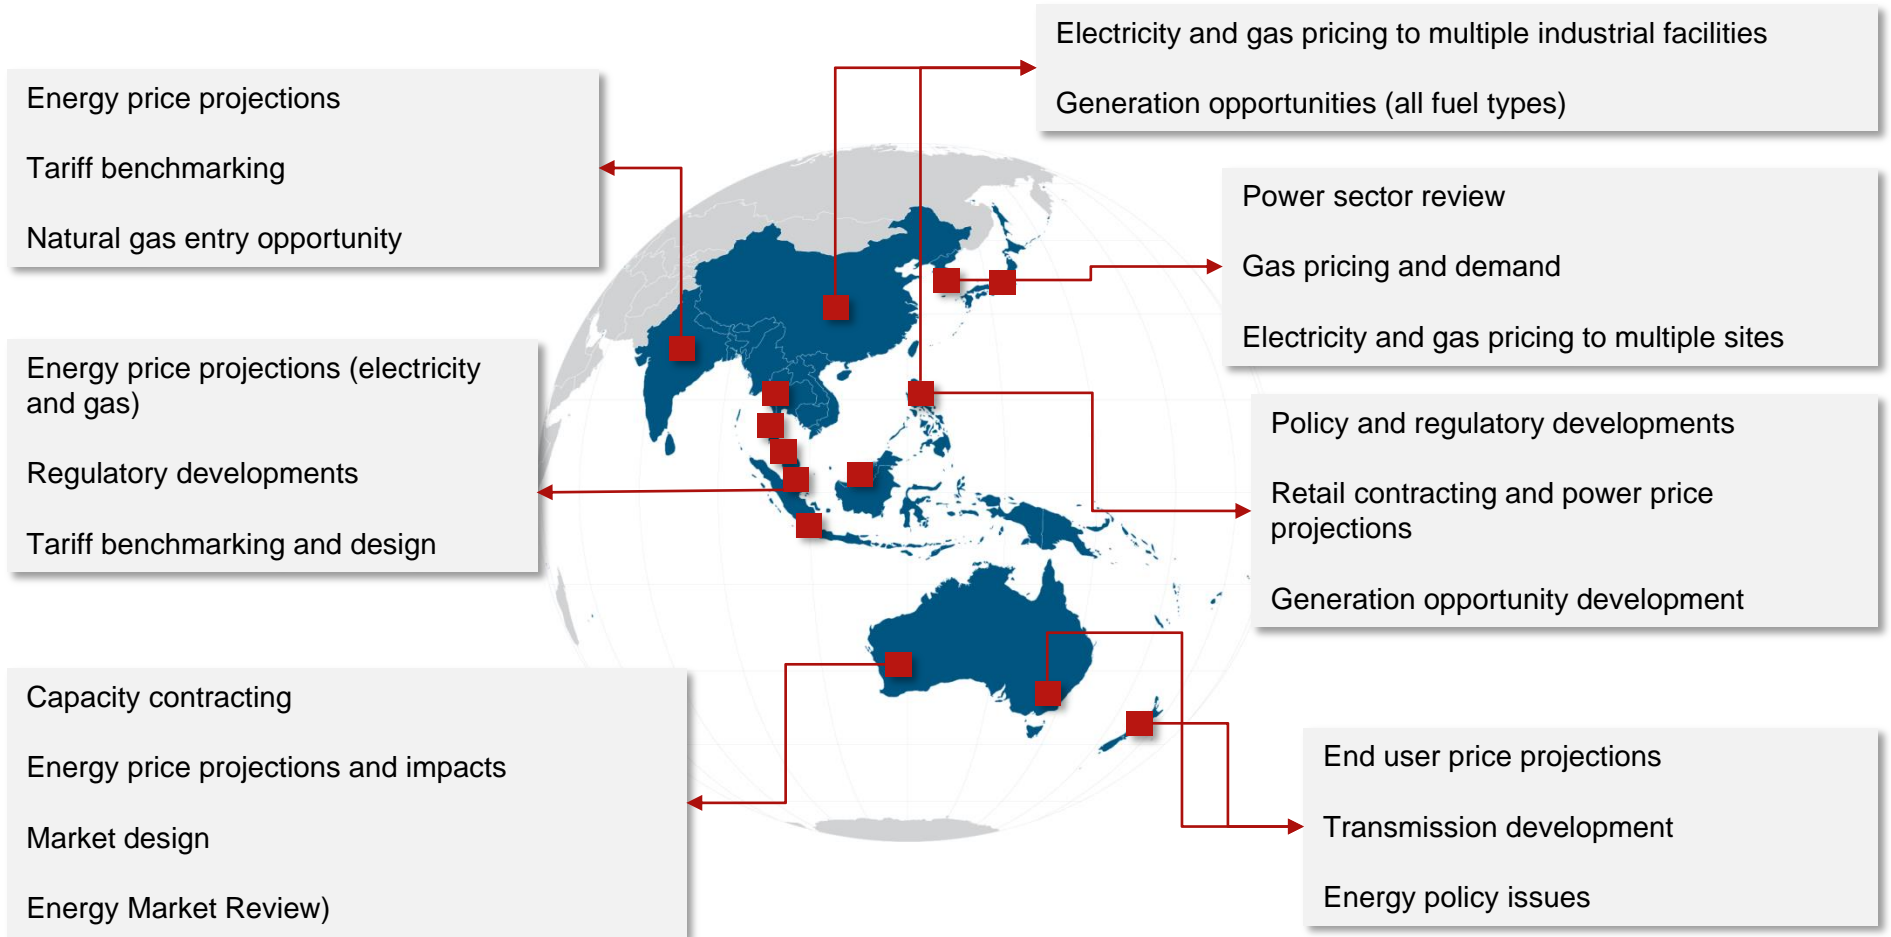 Energy price projections
Tariff benchmarking
Natural gas entry opportunity
Energy price projections (electricity
and gas)
Regulatory developments
Tariff benchmarking and design
Capacity contracting
Energy price projections and impacts
Market design
Energy Market Review)
Electricity and gas pricing to multiple industrial facilities
Generation opportunities (all fuel types)
Power sector review
Gas pricing and demand
Electricity and gas pricing to multiple sites
Policy and regulatory developments
Retail contracting and power price
projections
Generation opportunity development
End user price projections
Transmission development
Energy policy issues